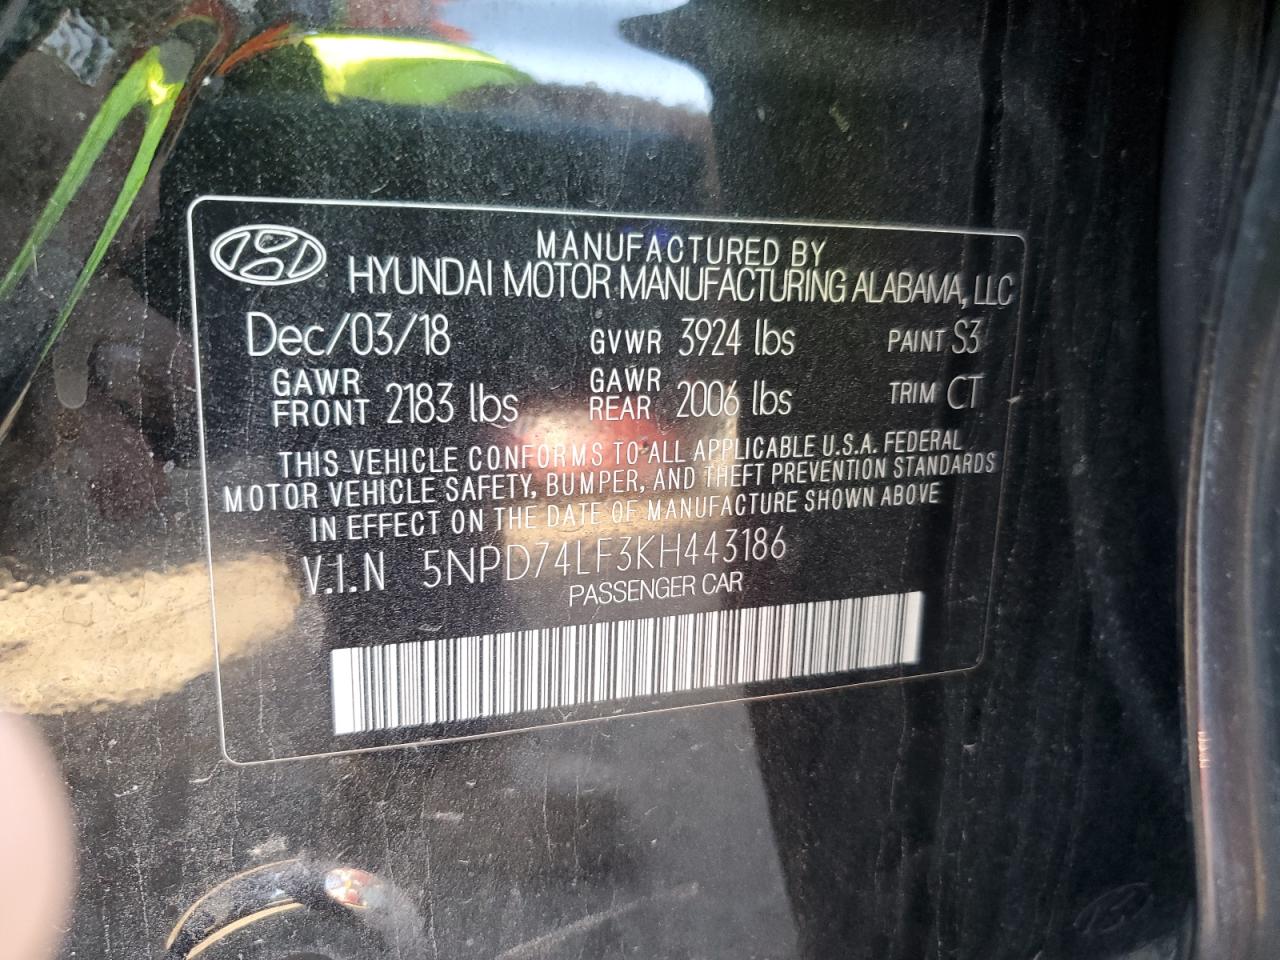 MANUFACTURED BY
HYUNDAI MOTOR MANUFACTURING ALABAMA, LLC
Dec/03/18 GVWR 3924 lbs PAINT S3
GAWR FRONT 2183 lbs GAWR REAR 2006 lbs TRIM CT
THIS VEHICLE CONFORMS TO ALL APPLICABLE U.S.A. FEDERAL
MOTOR VEHICLE SAFETY, BUMPER, AND THEFT PREVENTION STANDARDS
IN EFFECT ON THE DATE OF MANUFACTURE SHOWN ABOVE
V.I.N 5NPD74LF3KH443186
PASSENGER CAR